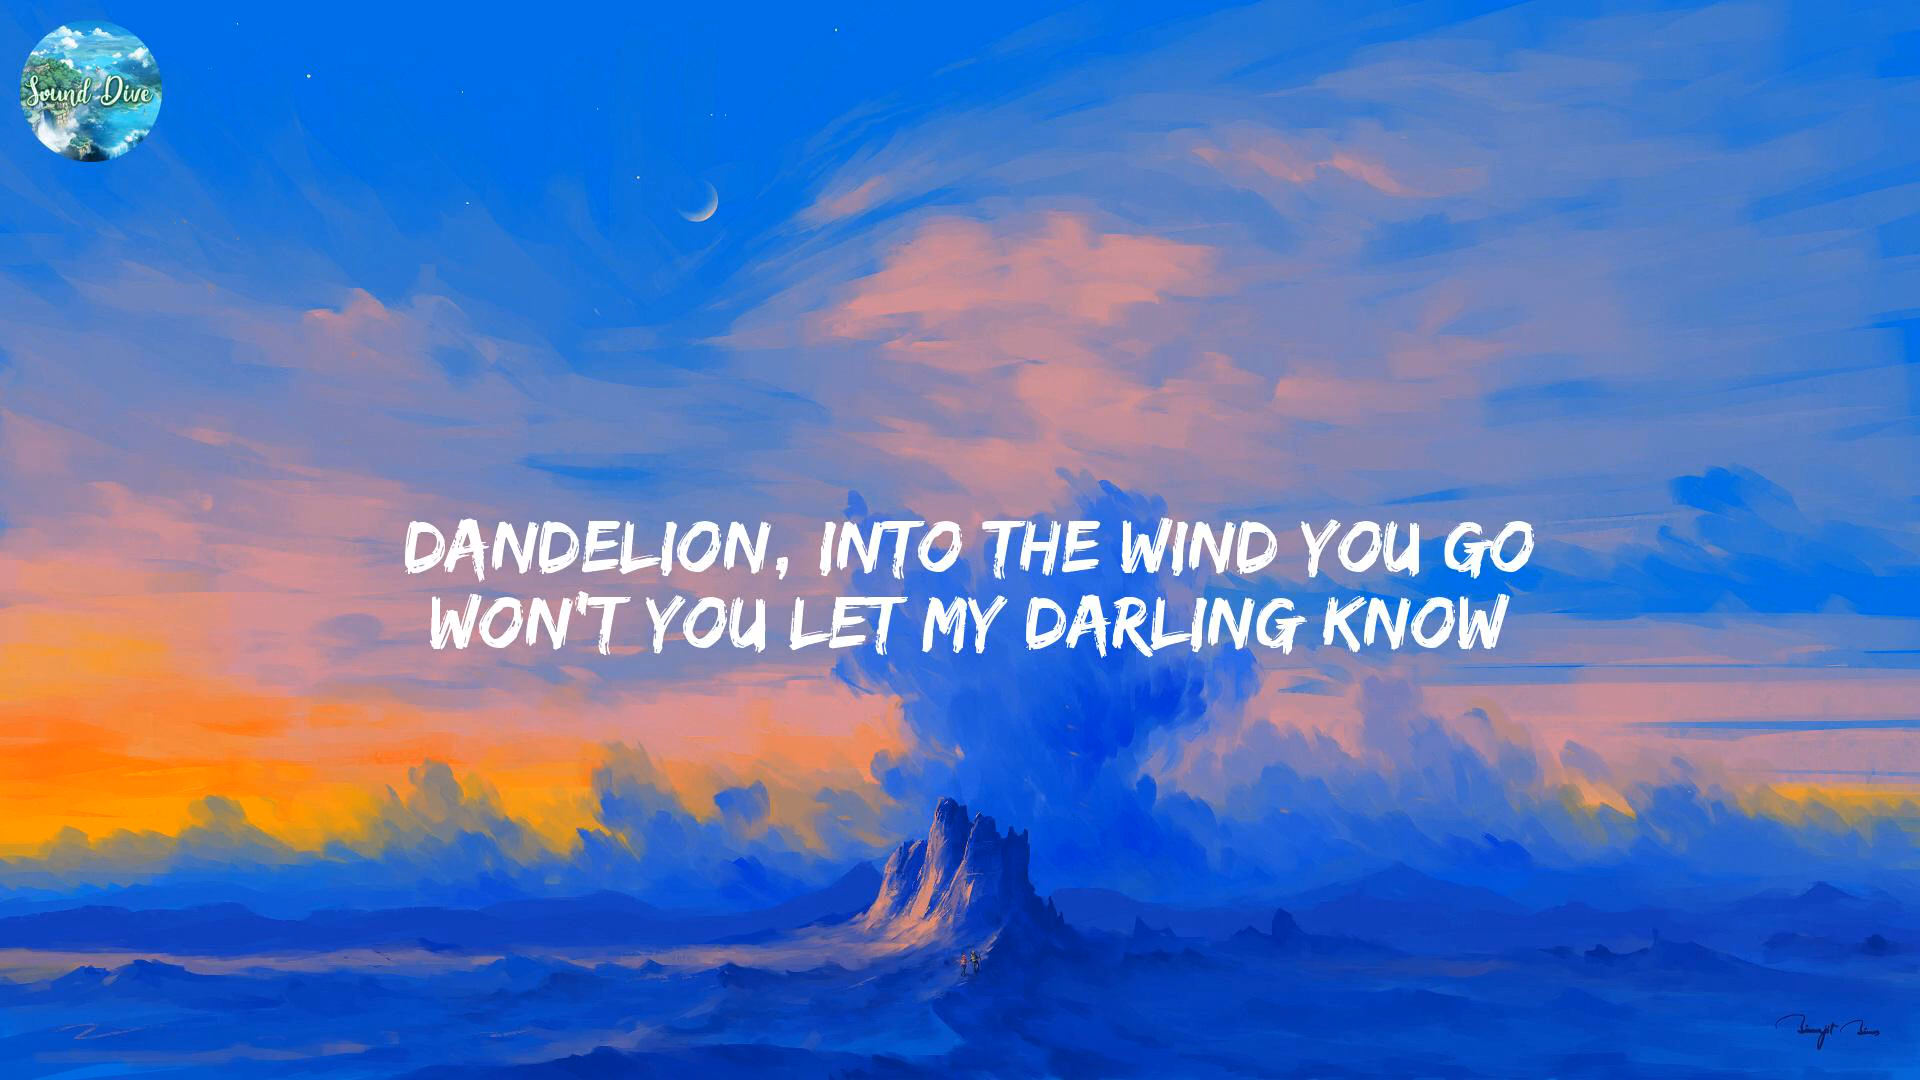 Sound Dive
DANDELION, INTO THE WIND YOU GO
WON'T YOU LET MY DARLING KNOW